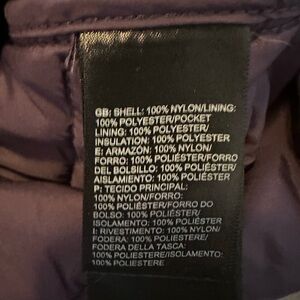 GB: SHELL: 100% NYLON/LINING:
100% POLYESTER/POCKET
LINING: 100% POLYESTER/
INSULATION: 100% POLYESTER
E: ARMAZÓN: 100% NYLON/
FORRO: 100% POLIÉSTER/FORRO
DEL BOLSILLO: 100% POLIÉSTER/
AISLAMIENTO: 100% POLIÉSTER
P: TECIDO PRINCIPAL:
100% NYLON/FORRO:
100% POLIÉSTER/FORRO DO
BOLSO: 100% POLIÉSTER/
ISOLAMENTO: 100% POLIÉSTER
I: RIVESTIMENTO: 100% NYLON/
FODERA: 100% POLIESTERE/
FODERA DELLA TASCA:
100% POLIESTERE/ISOLAMENTO:
100% POLIESTERE